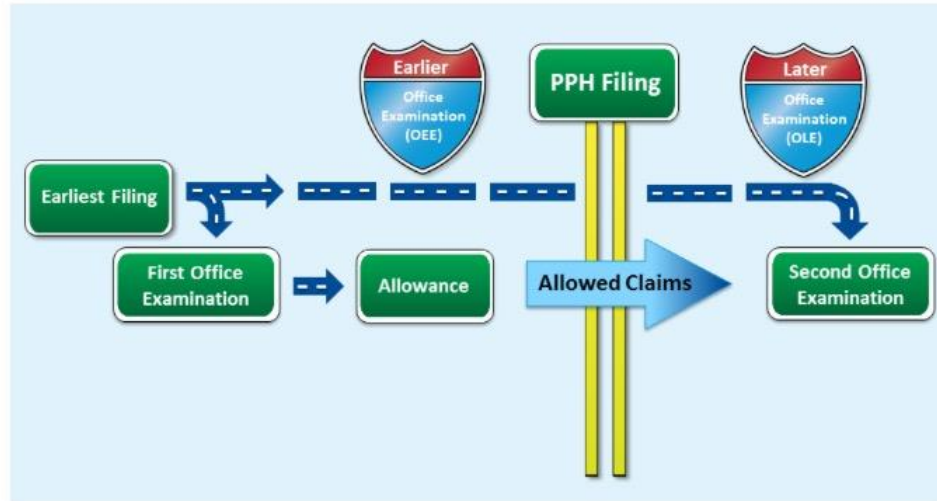 Earlier
Office
Examination
(OEE)
PPH Filing
Later
Office
Examination
(OLE)
Earliest Filing
First Office
Examination
Allowance
Allowed Claims
Second Office
Examination